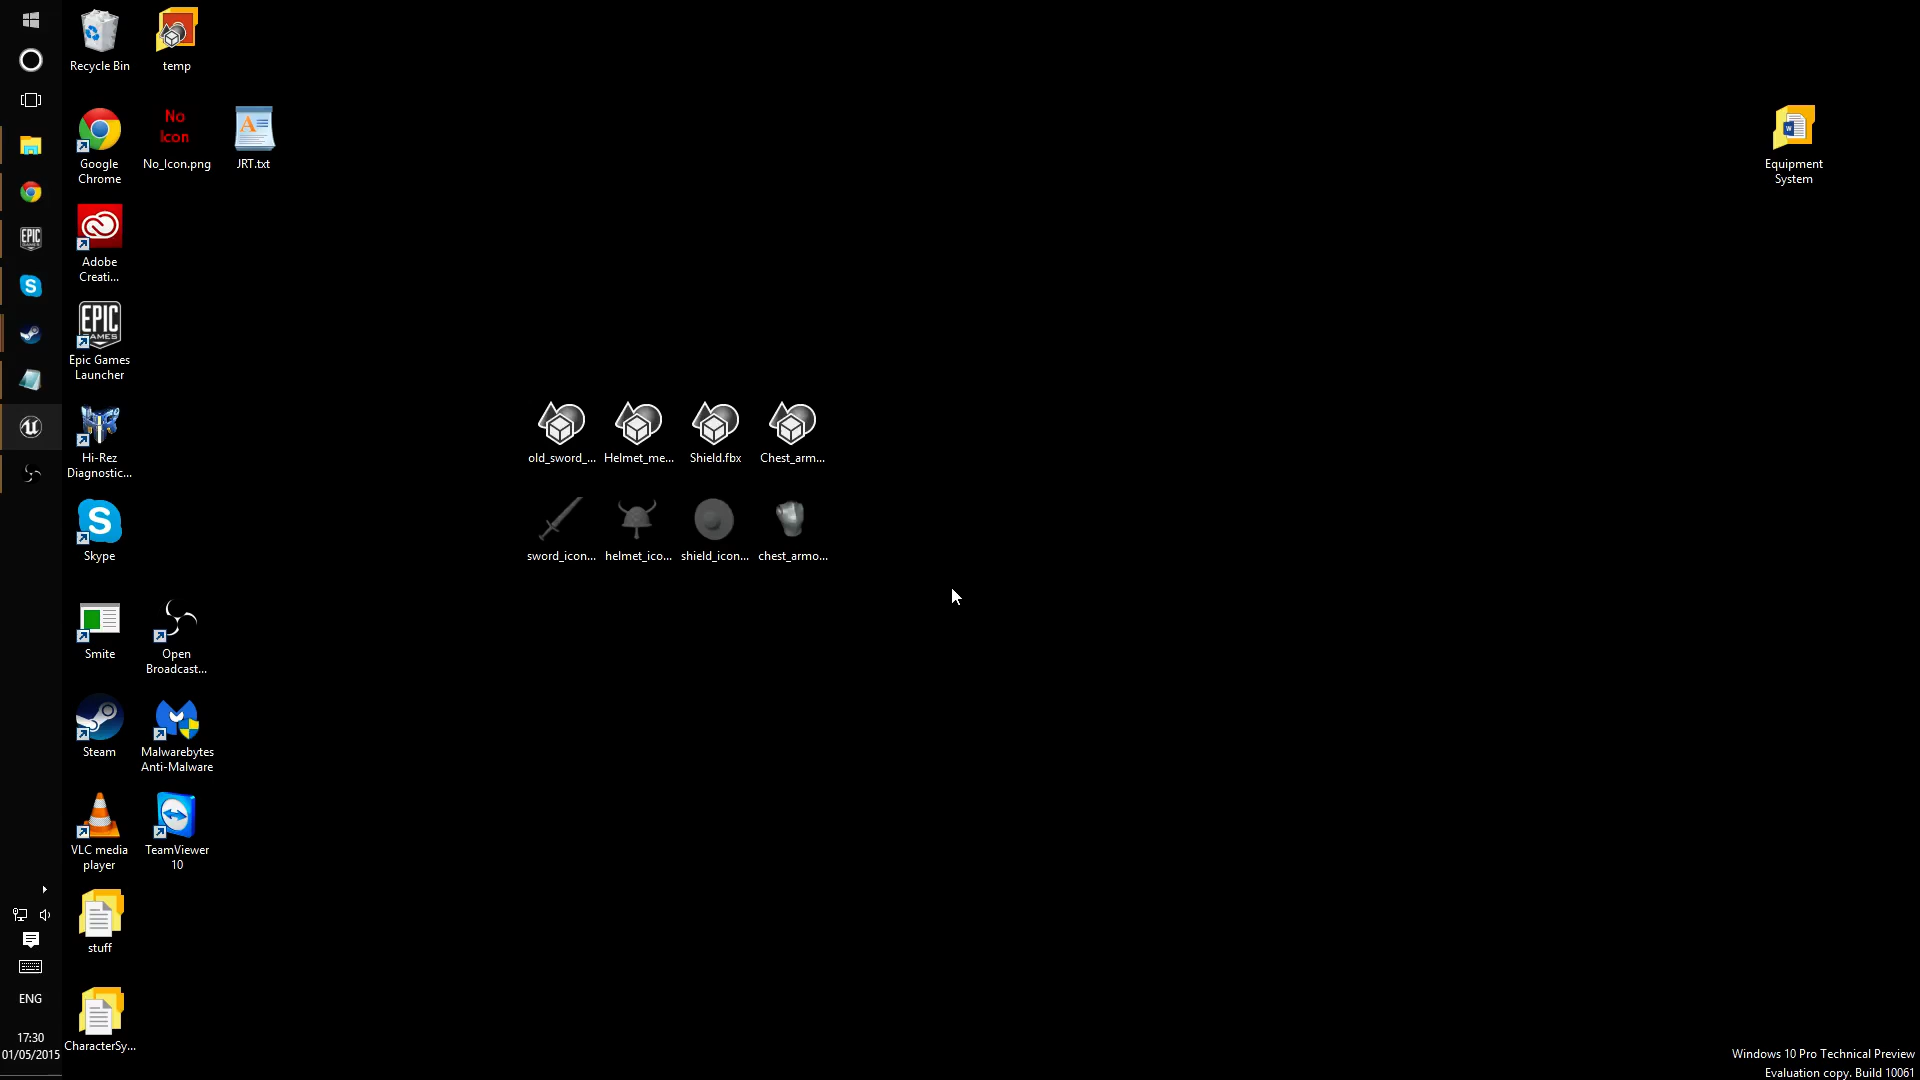 Recycle Bin
temp
Google
Chrome
No
Icon
No_Icon.png
A
JRT.txt
W
Equipment
System
EPIC
GAMES
Adobe
Creati...
EPIC
GAMES
Epic Games
Launcher
S
Hi-Rez
Diagnostic...
old_sword_...
Helmet_me...
Shield.fbx
Chest_arm...
S
Skype
sword_icon...
helmet_ico...
shield_icon...
chest_armo...
Smite
Open
Broadcast...
Steam
Malwarebytes
Anti-Malware
VLC media
player
TeamViewer
10
stuff
CharacterSy...
ENG
17:30
01/05/2015
Windows 10 Pro Technical Preview
Evaluation copy. Build 10061